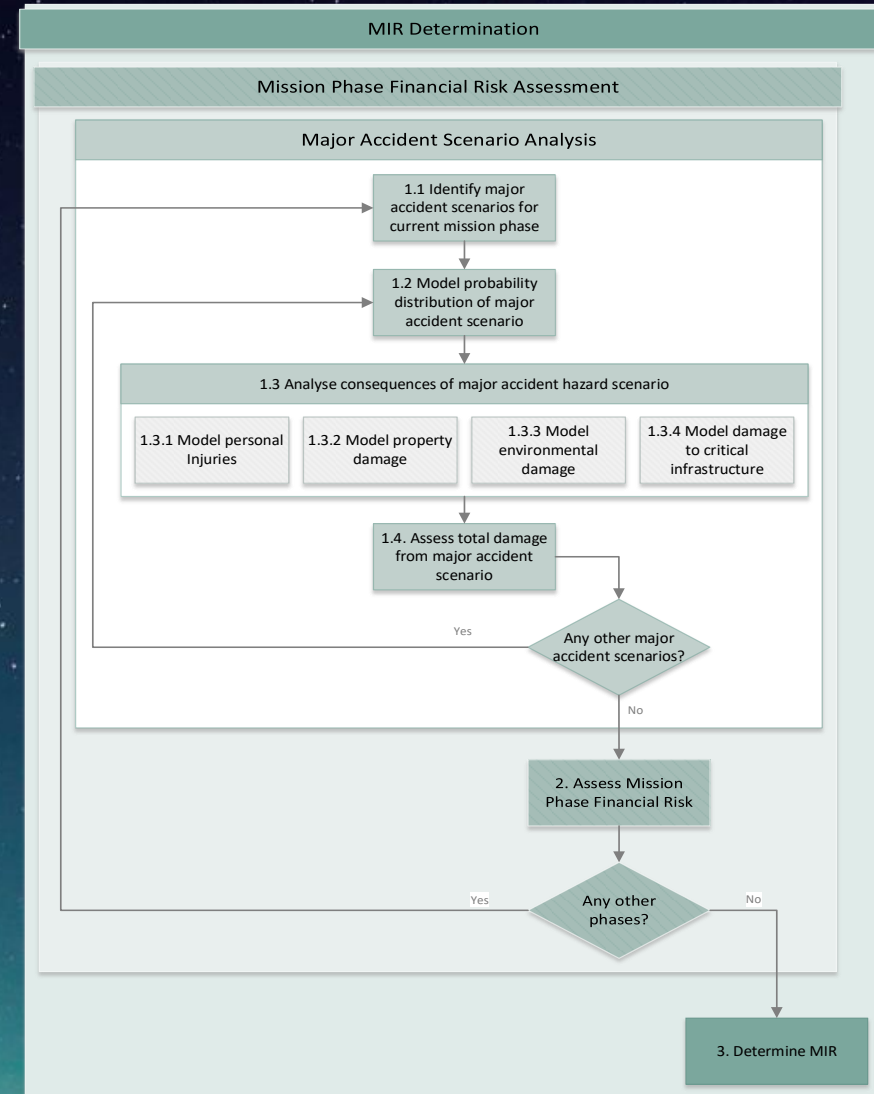 MIR Determination
Mission Phase Financial Risk Assessment
Major Accident Scenario Analysis
1.1 Identify major
accident scenarios for
current mission phase
1.2 Model probability
distribution of major
accident scenario
1.3 Analyse consequences of major accident hazard scenario
1.3.1 Model personal
Injuries
1.3.2 Model property
damage
1.3.3 Model
environmental
damage
1.3.4 Model damage
to critical
infrastructure
1.4. Assess total damage
from major accident
scenario
Yes
Any other major
accident scenarios?
No
2. Assess Mission
Phase Financial Risk
Yes
Any other
phases?
No
3. Determine MIR